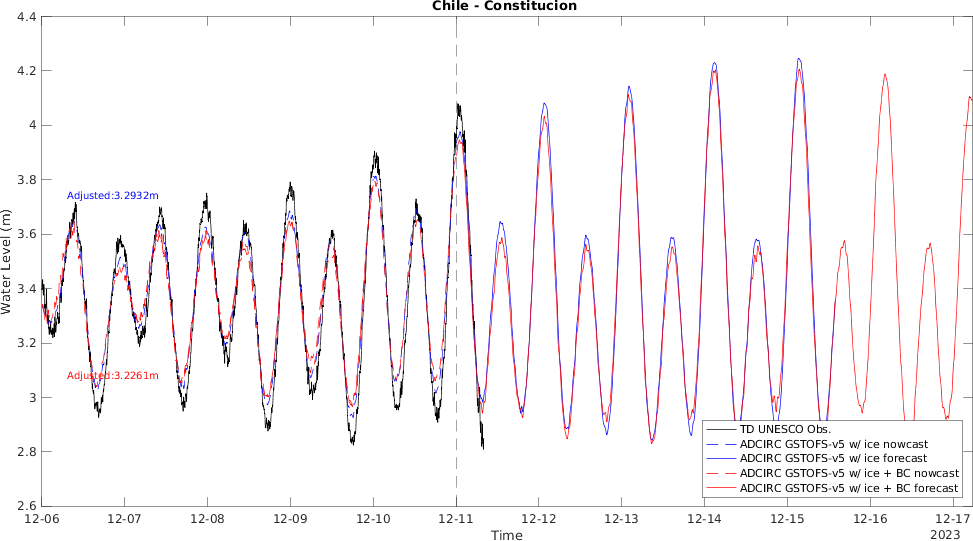 Chile - Constitucion
4.4
4.2
4
3.8
3.6
3.4
3.2
3
2.8
2.6
Water Level (m)
Adjusted:3.2932m
Adjusted:3.2261m
TD UNESCO Obs.
ADCIRC GSTOFS-v5 w/ ice nowcast
ADCIRC GSTOFS-v5 w/ ice forecast
ADCIRC GSTOFS-v5 w/ ice + BC nowcast
ADCIRC GSTOFS-v5 w/ ice + BC forecast
12-06 12-07 12-08 12-09 12-10 12-11 12-12 12-13 12-14 12-15 12-16 12-17
Time
2023